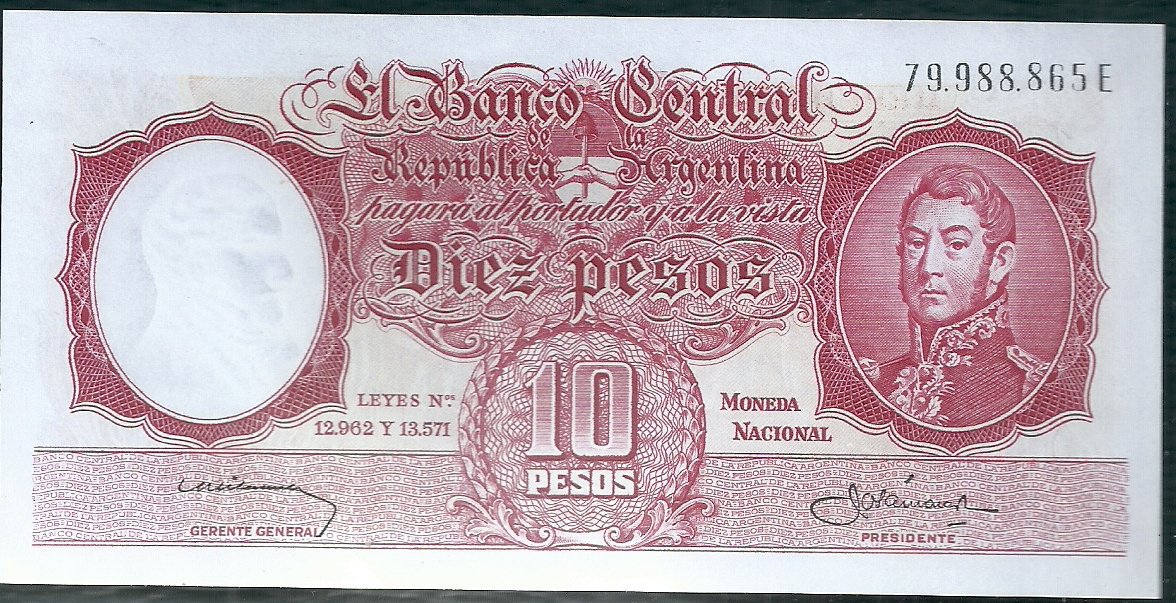 79.988.865 E
El Banco Central
de la
República Argentina
pagará al portador y a la vista
Diez pesos
10
PESOS
LEYES Nos.
12.962 Y 13.571
MONEDA
NACIONAL
GERENTE GENERAL
PRESIDENTE